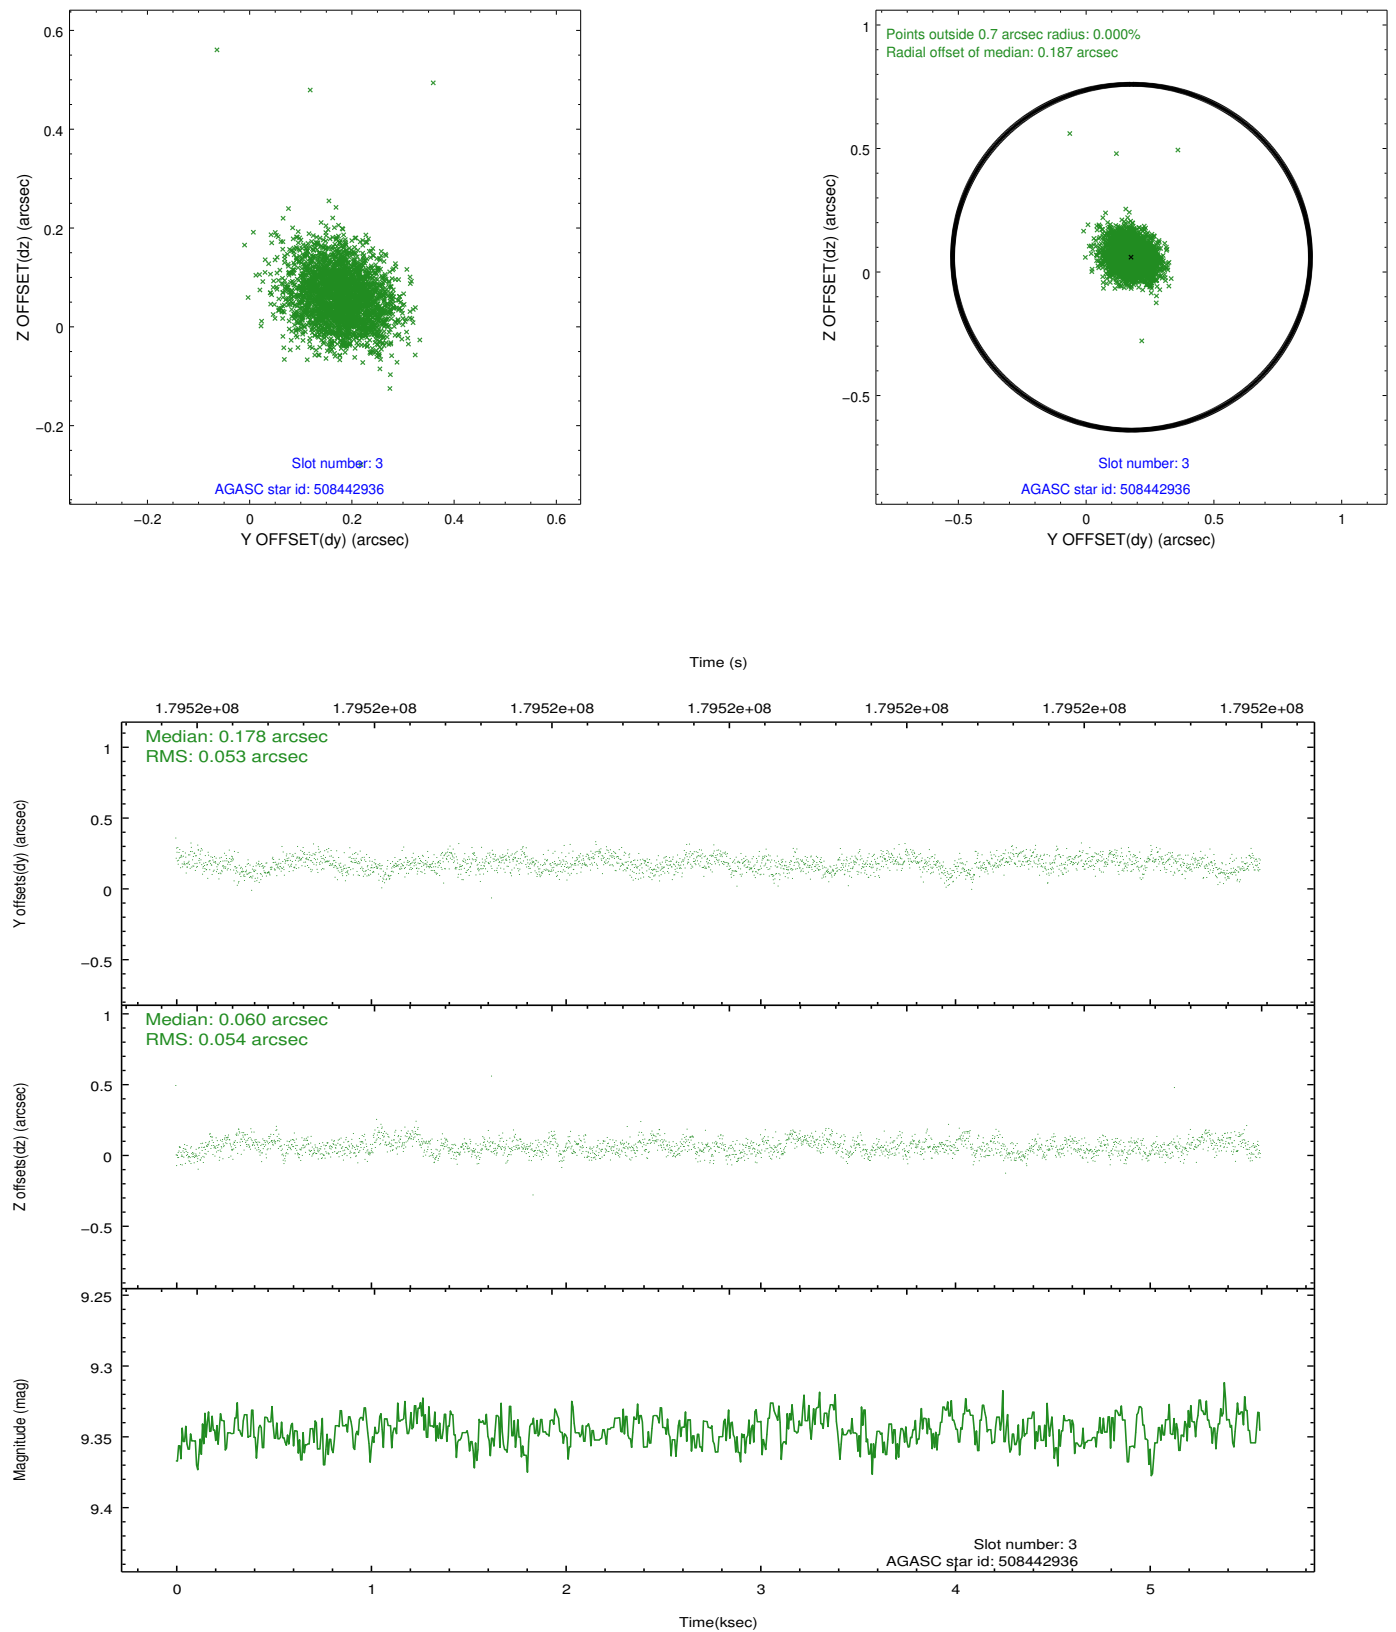 0.6
0.4
0.2
0
−0.2
Z OFFSET(dz) (arcsec)
−0.2 0 0.2 0.4 0.6
Y OFFSET(dy) (arcsec)
Slot number: 3
AGASC star id: 508442936
Points outside 0.7 arcsec radius: 0.000%
Radial offset of median: 0.187 arcsec
1
0.5
0
−0.5
Z OFFSET(dz) (arcsec)
Slot number: 3
AGASC star id: 508442936
−0.5 0 0.5 1
Y OFFSET(dy) (arcsec)
Time (s)
1.7952e+08 1.7952e+08 1.7952e+08 1.7952e+08 1.7952e+08 1.7952e+08 1.7952e+08
Median: 0.178 arcsec
RMS: 0.053 arcsec
1
0.5
0
−0.5
Y offsets(dy) (arcsec)
Median: 0.060 arcsec
RMS: 0.054 arcsec
1
0.5
0
−0.5
Z offsets(dz) (arcsec)
9.25
9.3
9.35
9.4
Magnitude (mag)
Slot number: 3
AGASC star id: 508442936
0 1 2 3 4 5
Time(ksec)